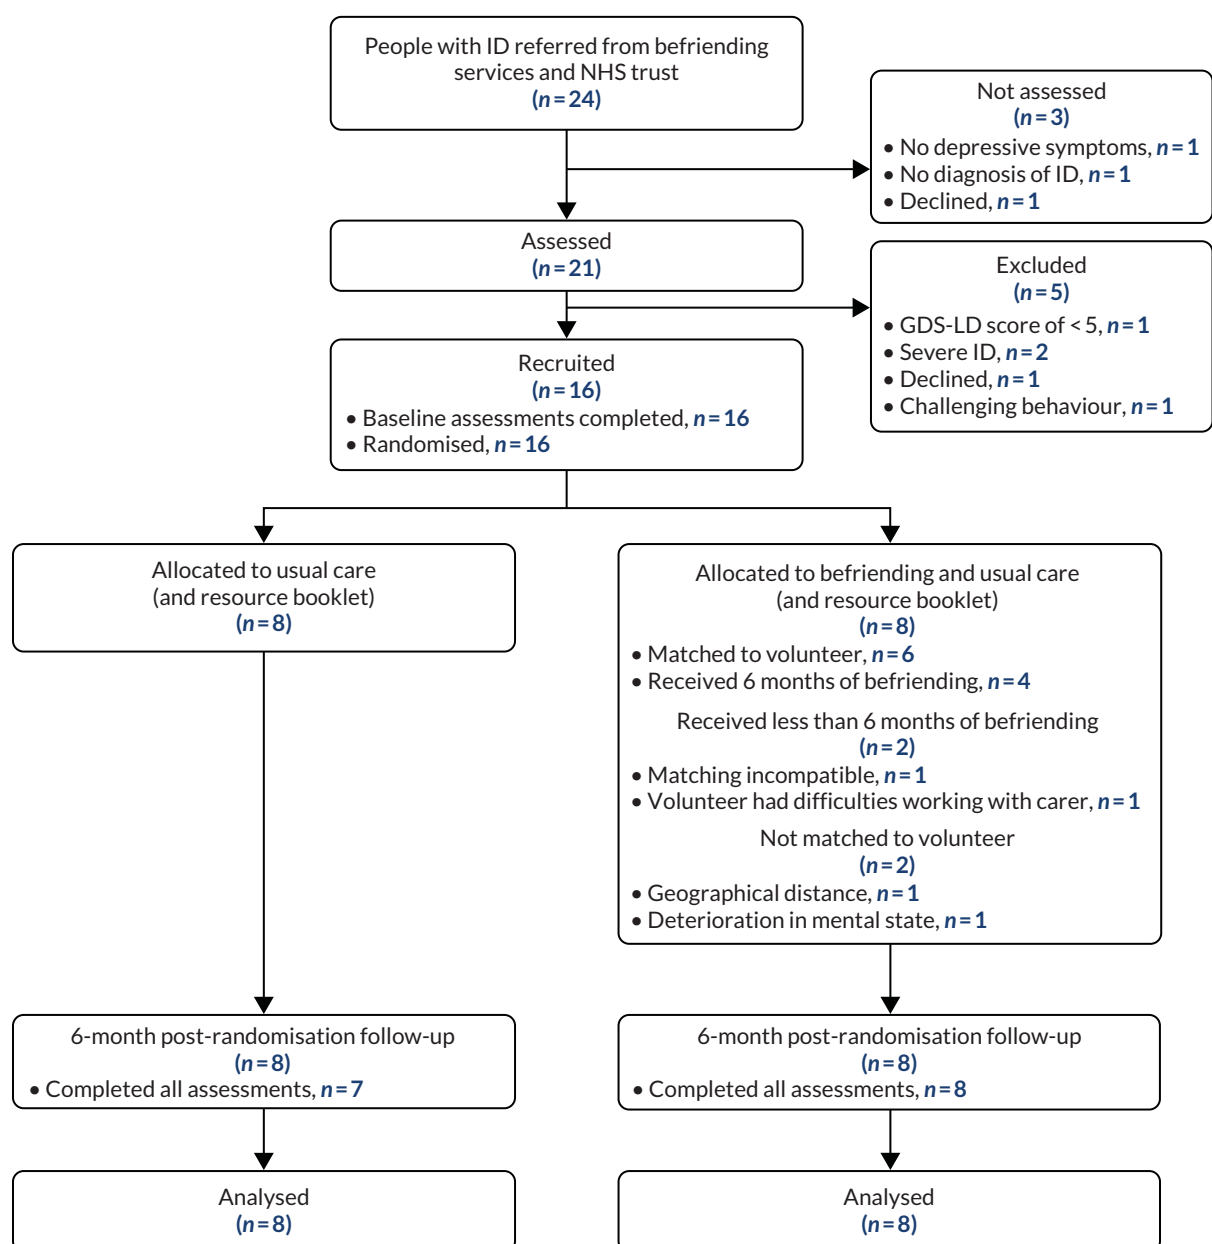 People with ID referred from befriending
services and NHS trust
(n=24)
Not assessed
(n=3)
• No depressive symptoms, n=1
• No diagnosis of ID, n=1
• Declined, n=1
Assessed
(n=21)
Excluded
(n=5)
• GDS-LD score of <5, n=1
• Severe ID, n=2
• Declined, n=1
• Challenging behaviour, n=1
Recruited
(n=16)
• Baseline assessments completed, n=16
• Randomised, n=16
Allocated to usual care
(and resource booklet)
(n=8)
Allocated to befriending and usual care
(and resource booklet)
(n=8)
• Matched to volunteer, n=6
• Received 6 months of befriending, n=4
Received less than 6 months of befriending
(n=2)
• Matching incompatible, n=1
• Volunteer had difficulties working with carer, n=1
Not matched to volunteer
(n=2)
• Geographical distance, n=1
• Deterioration in mental state, n=1
6-month post-randomisation follow-up
(n=8)
• Completed all assessments, n=7
6-month post-randomisation follow-up
(n=8)
• Completed all assessments, n=8
Analysed
(n=8)
Analysed
(n=8)